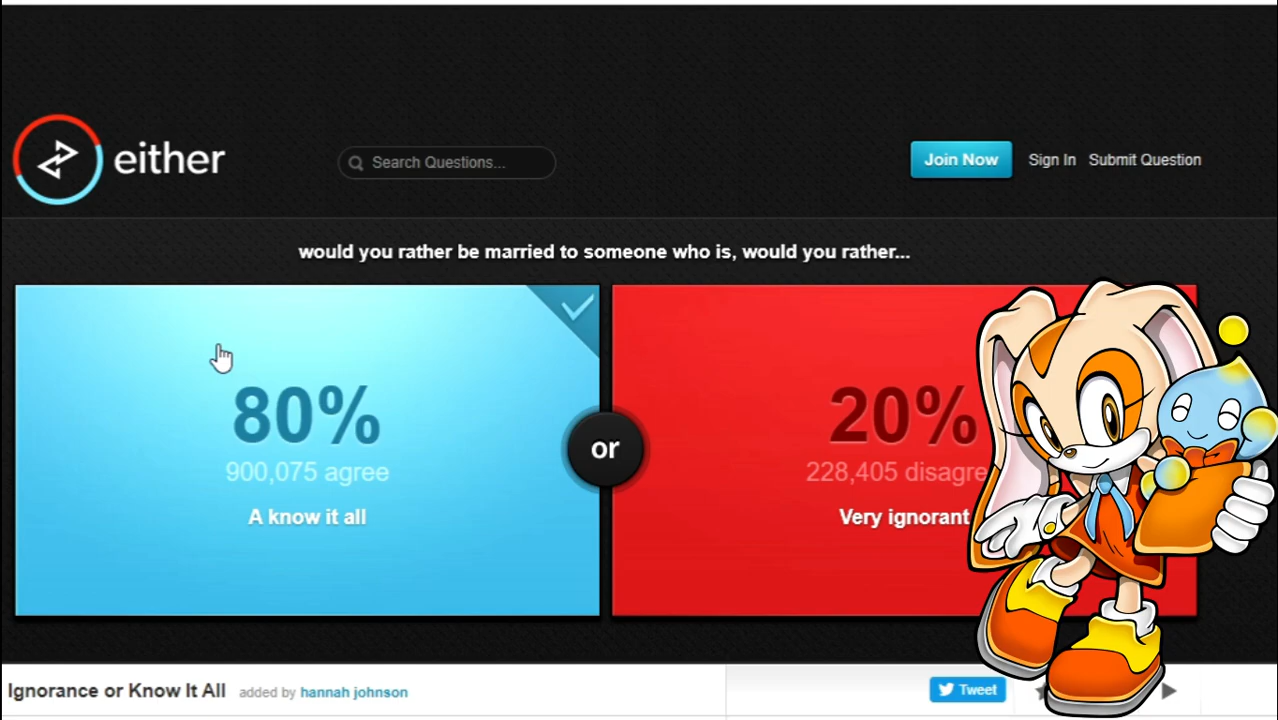 either
Search Questions...
Join Now
Sign In
Submit Question
would you rather be married to someone who is, would you rather...
80%
900,075 agree
A know it all
or
20%
228,405 disagre
Very ignorant
Ignorance or Know It All
added by hannah johnson
Tweet